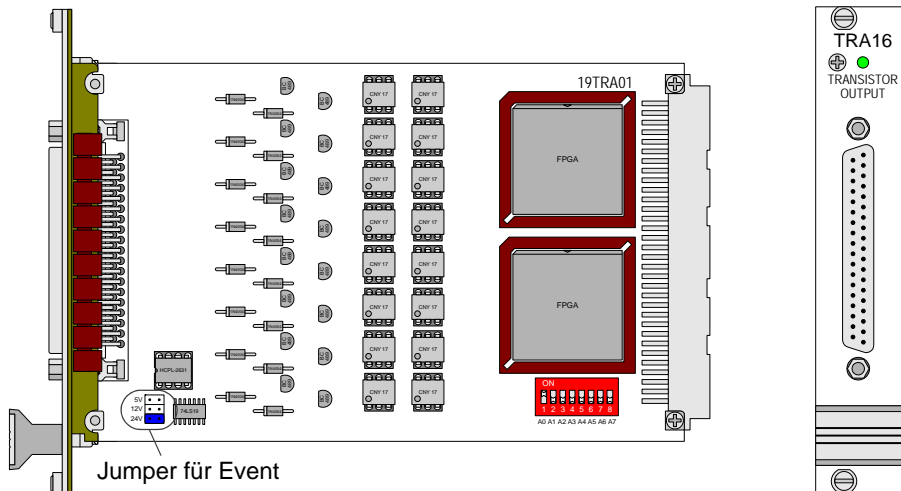 19TRA01
TRA16
TRANSISTOR
OUTPUT
BC
489
CNY 17 CNY 17
CNY 17 CNY 17
CNY 17 CNY 17
CNY 17 CNY 17
CNY 17 CNY 17
CNY 17 CNY 17
CNY 17 CNY 17
CNY 17 CNY 17
FPGA
FPGA
HCPL-2631
5V
12V
24V
74LS19
ON
1 2 3 4 5 6 7 8
A0 A1 A2 A3 A4 A5 A6 A7
Jumper für Event